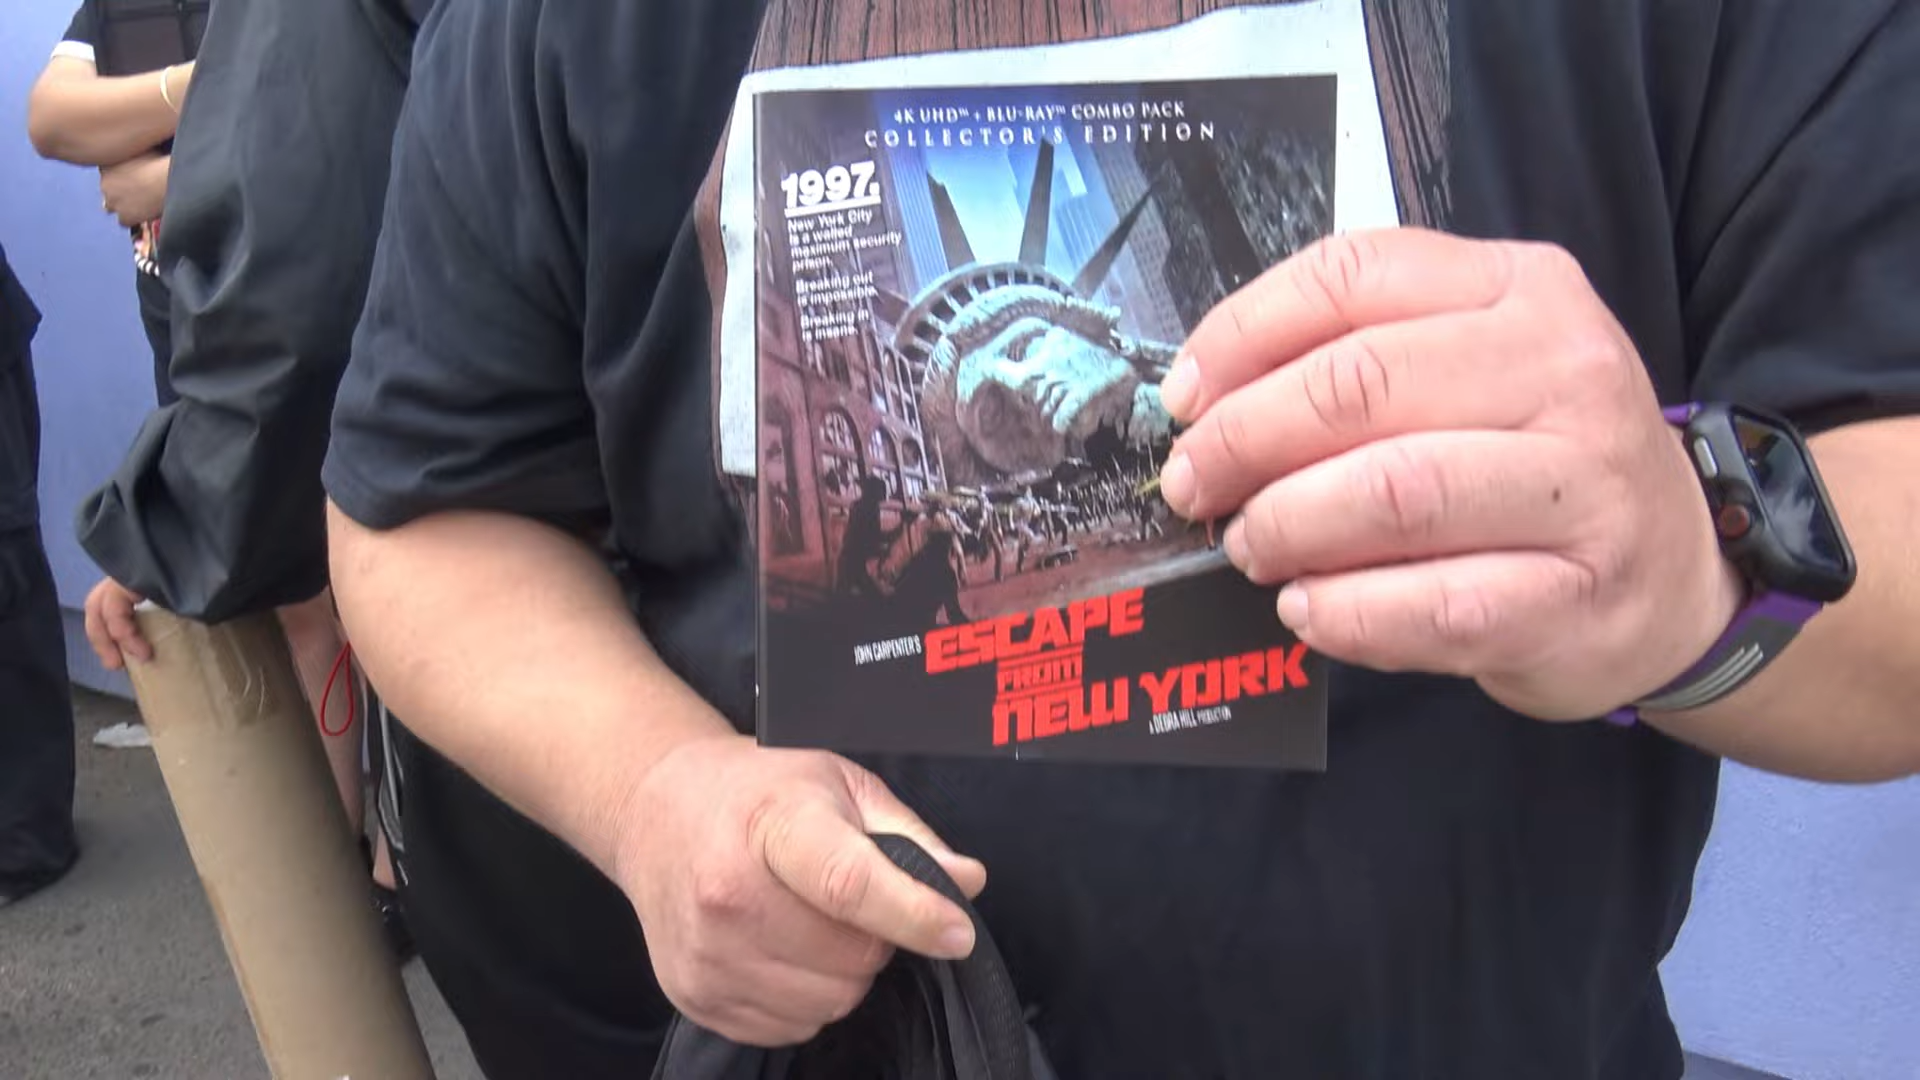 4K UHD™ + BLU-RAY™ COMBO PACK
COLLECTOR'S EDITION
1997.
New York City
is a walled
maximum security
prison.
Breaking out
is impossible.
Breaking in
is insane.
JOHN CARPENTER'S
ESCAPE
FROM
NEW YORK
A DEBRA HILL PRODUCTION